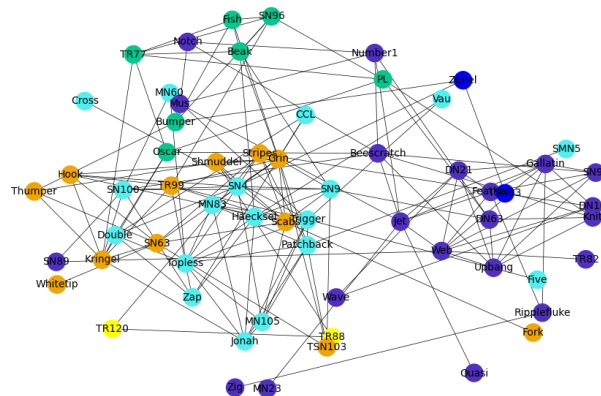 Fish
SN96
Notch
Beak
TR77
Number1
PL
MN60
Cross
Mus
Vau
CCL
Bumper
Oscar
Stripes
Beescratch
SMN5
Shmuddel
Grin
Gallatin
Hook
DN21
Thumper
SN100
TR99
SN4
SN9
Feather
MN83
Haecksel
Scabs
Trigger
Jet
DN63
Knit
Double
SN63
Patchback
Web
SN89
Kringel
Topless
Upbang
TR82
Whitetip
Zap
Wave
Five
MN105
Ripplefluke
TR120
Jonah
TR88
TSN103
Fork
Quasi
Zig
MN23